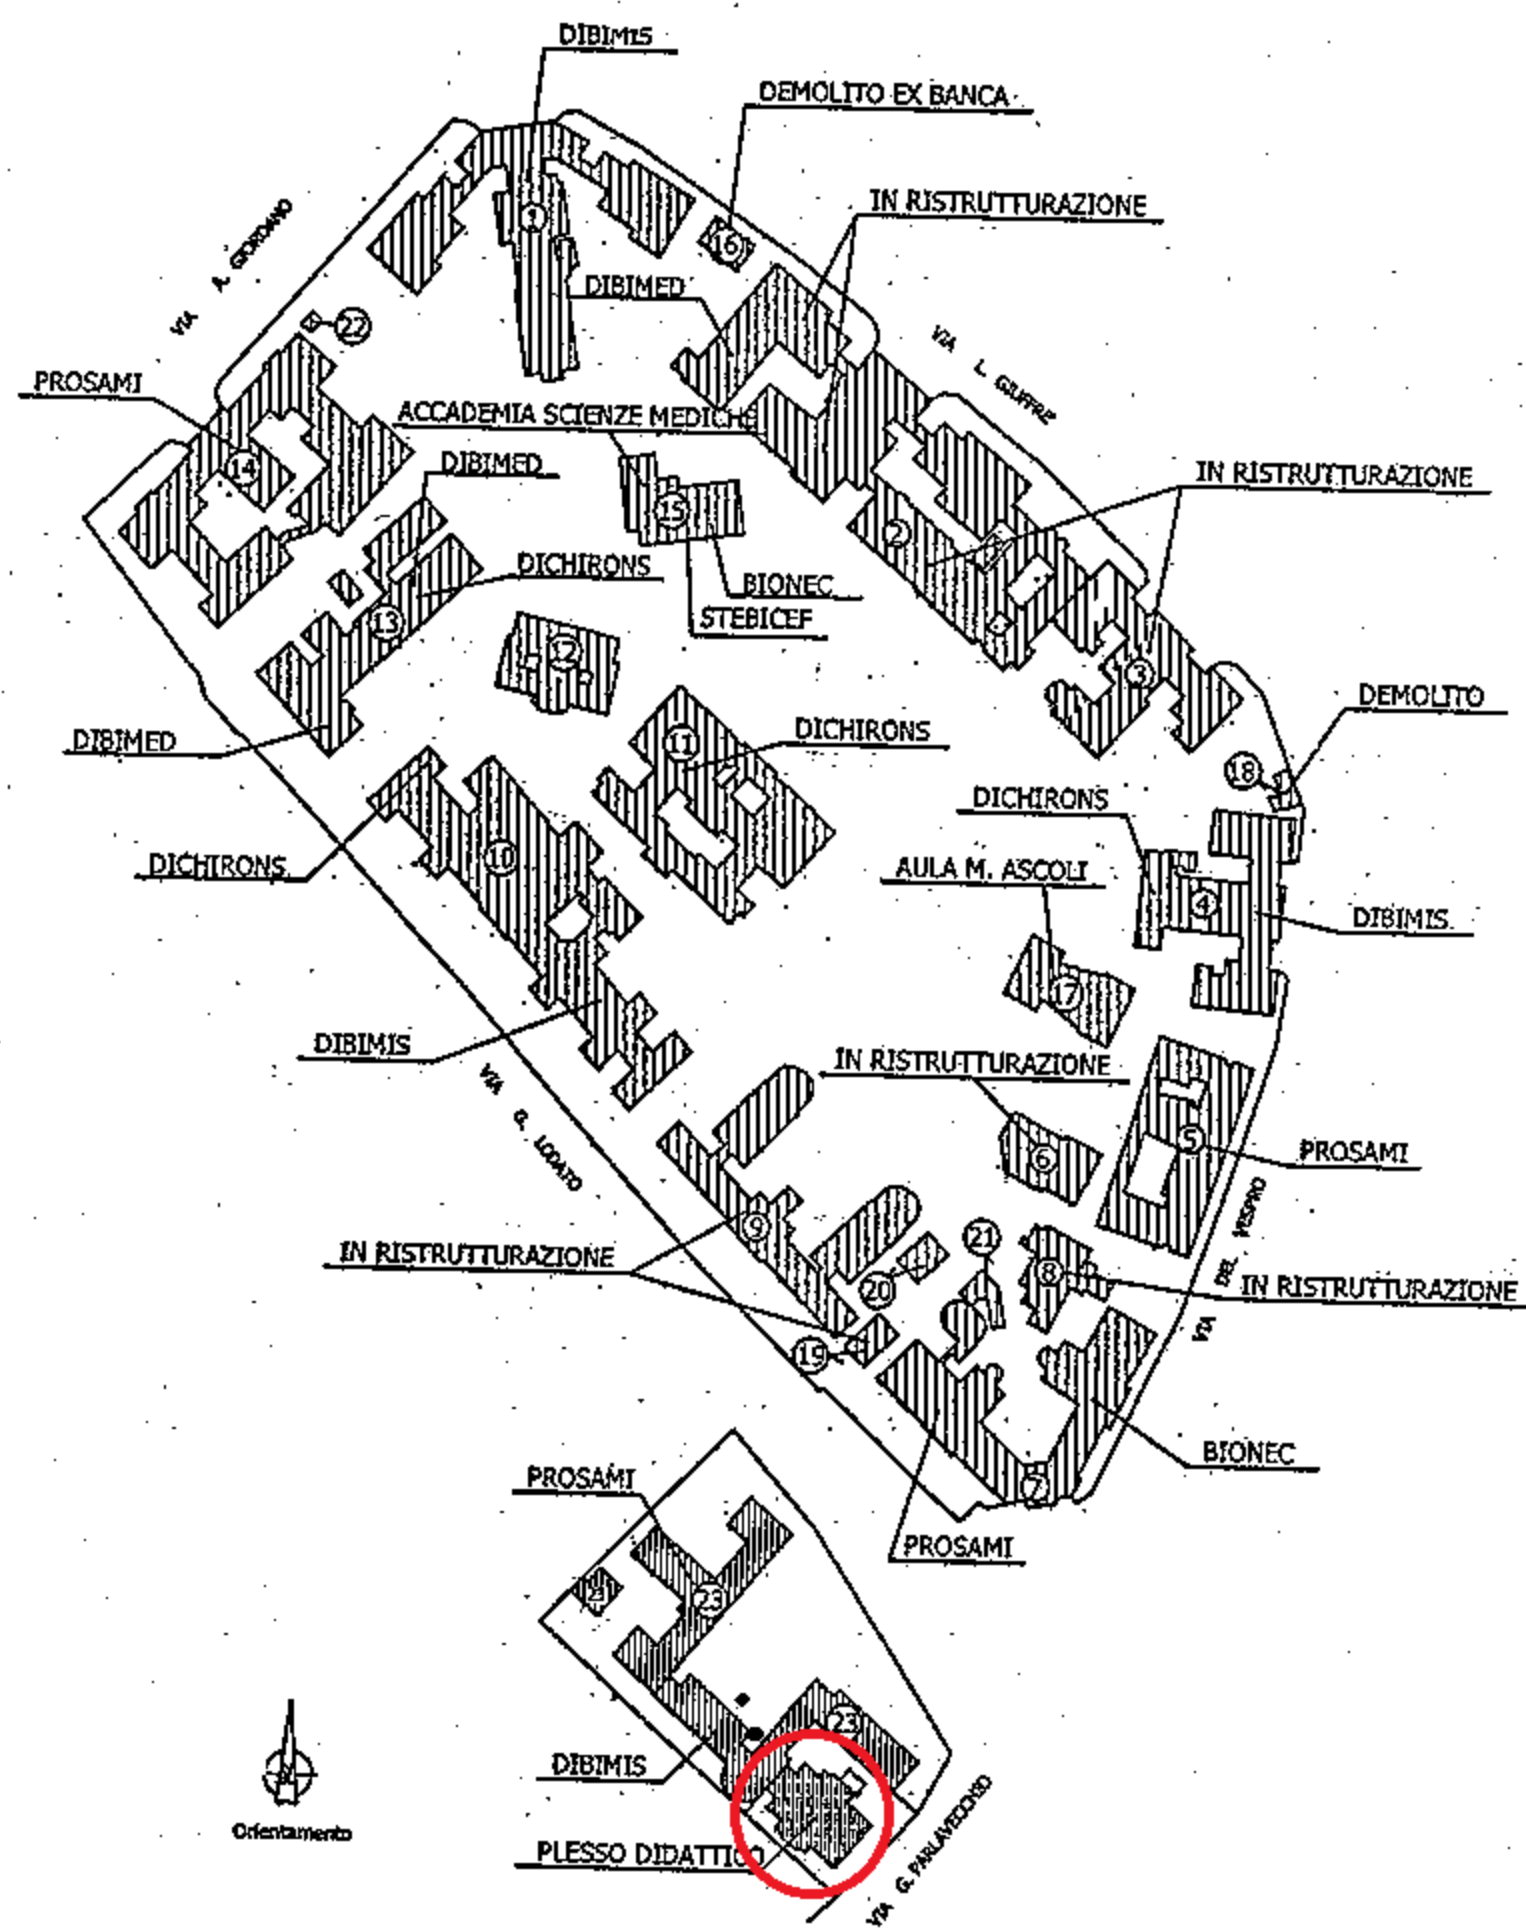 DIBIMIS
DEMOLITO EX BANCA
IN RISTRUTTURAZIONE
VIA A. GIORDANO
1
16
DIBIMED
22
VIA L. GIUFFRE'
PROSAMI
ACCADEMIA SCIENZE MEDICHE
14
DIBIMED
IN RISTRUTTURAZIONE
15
2
DICHIRONS
BIONEC
STEBICEF
13
12
3
DEMOLITO
DIBIMED
11
DICHIRONS
18
DICHIRONS
DICHIRONS
10
AULA M. ASCOLI
4
DIBIMIS
17
DIBIMIS
IN RISTRUTTURAZIONE
VIA G. LODATO
6
5
PROSAMI
9
21
VIA DEL VESPRO
IN RISTRUTTURAZIONE
20
8
IN RISTRUTTURAZIONE
19
BIONEC
PROSAMI
7
PROSAMI
23
23
23
DIBIMIS
Orientamento
PLESSO DIDATTICO
VIA G. PARLAVECCHIO